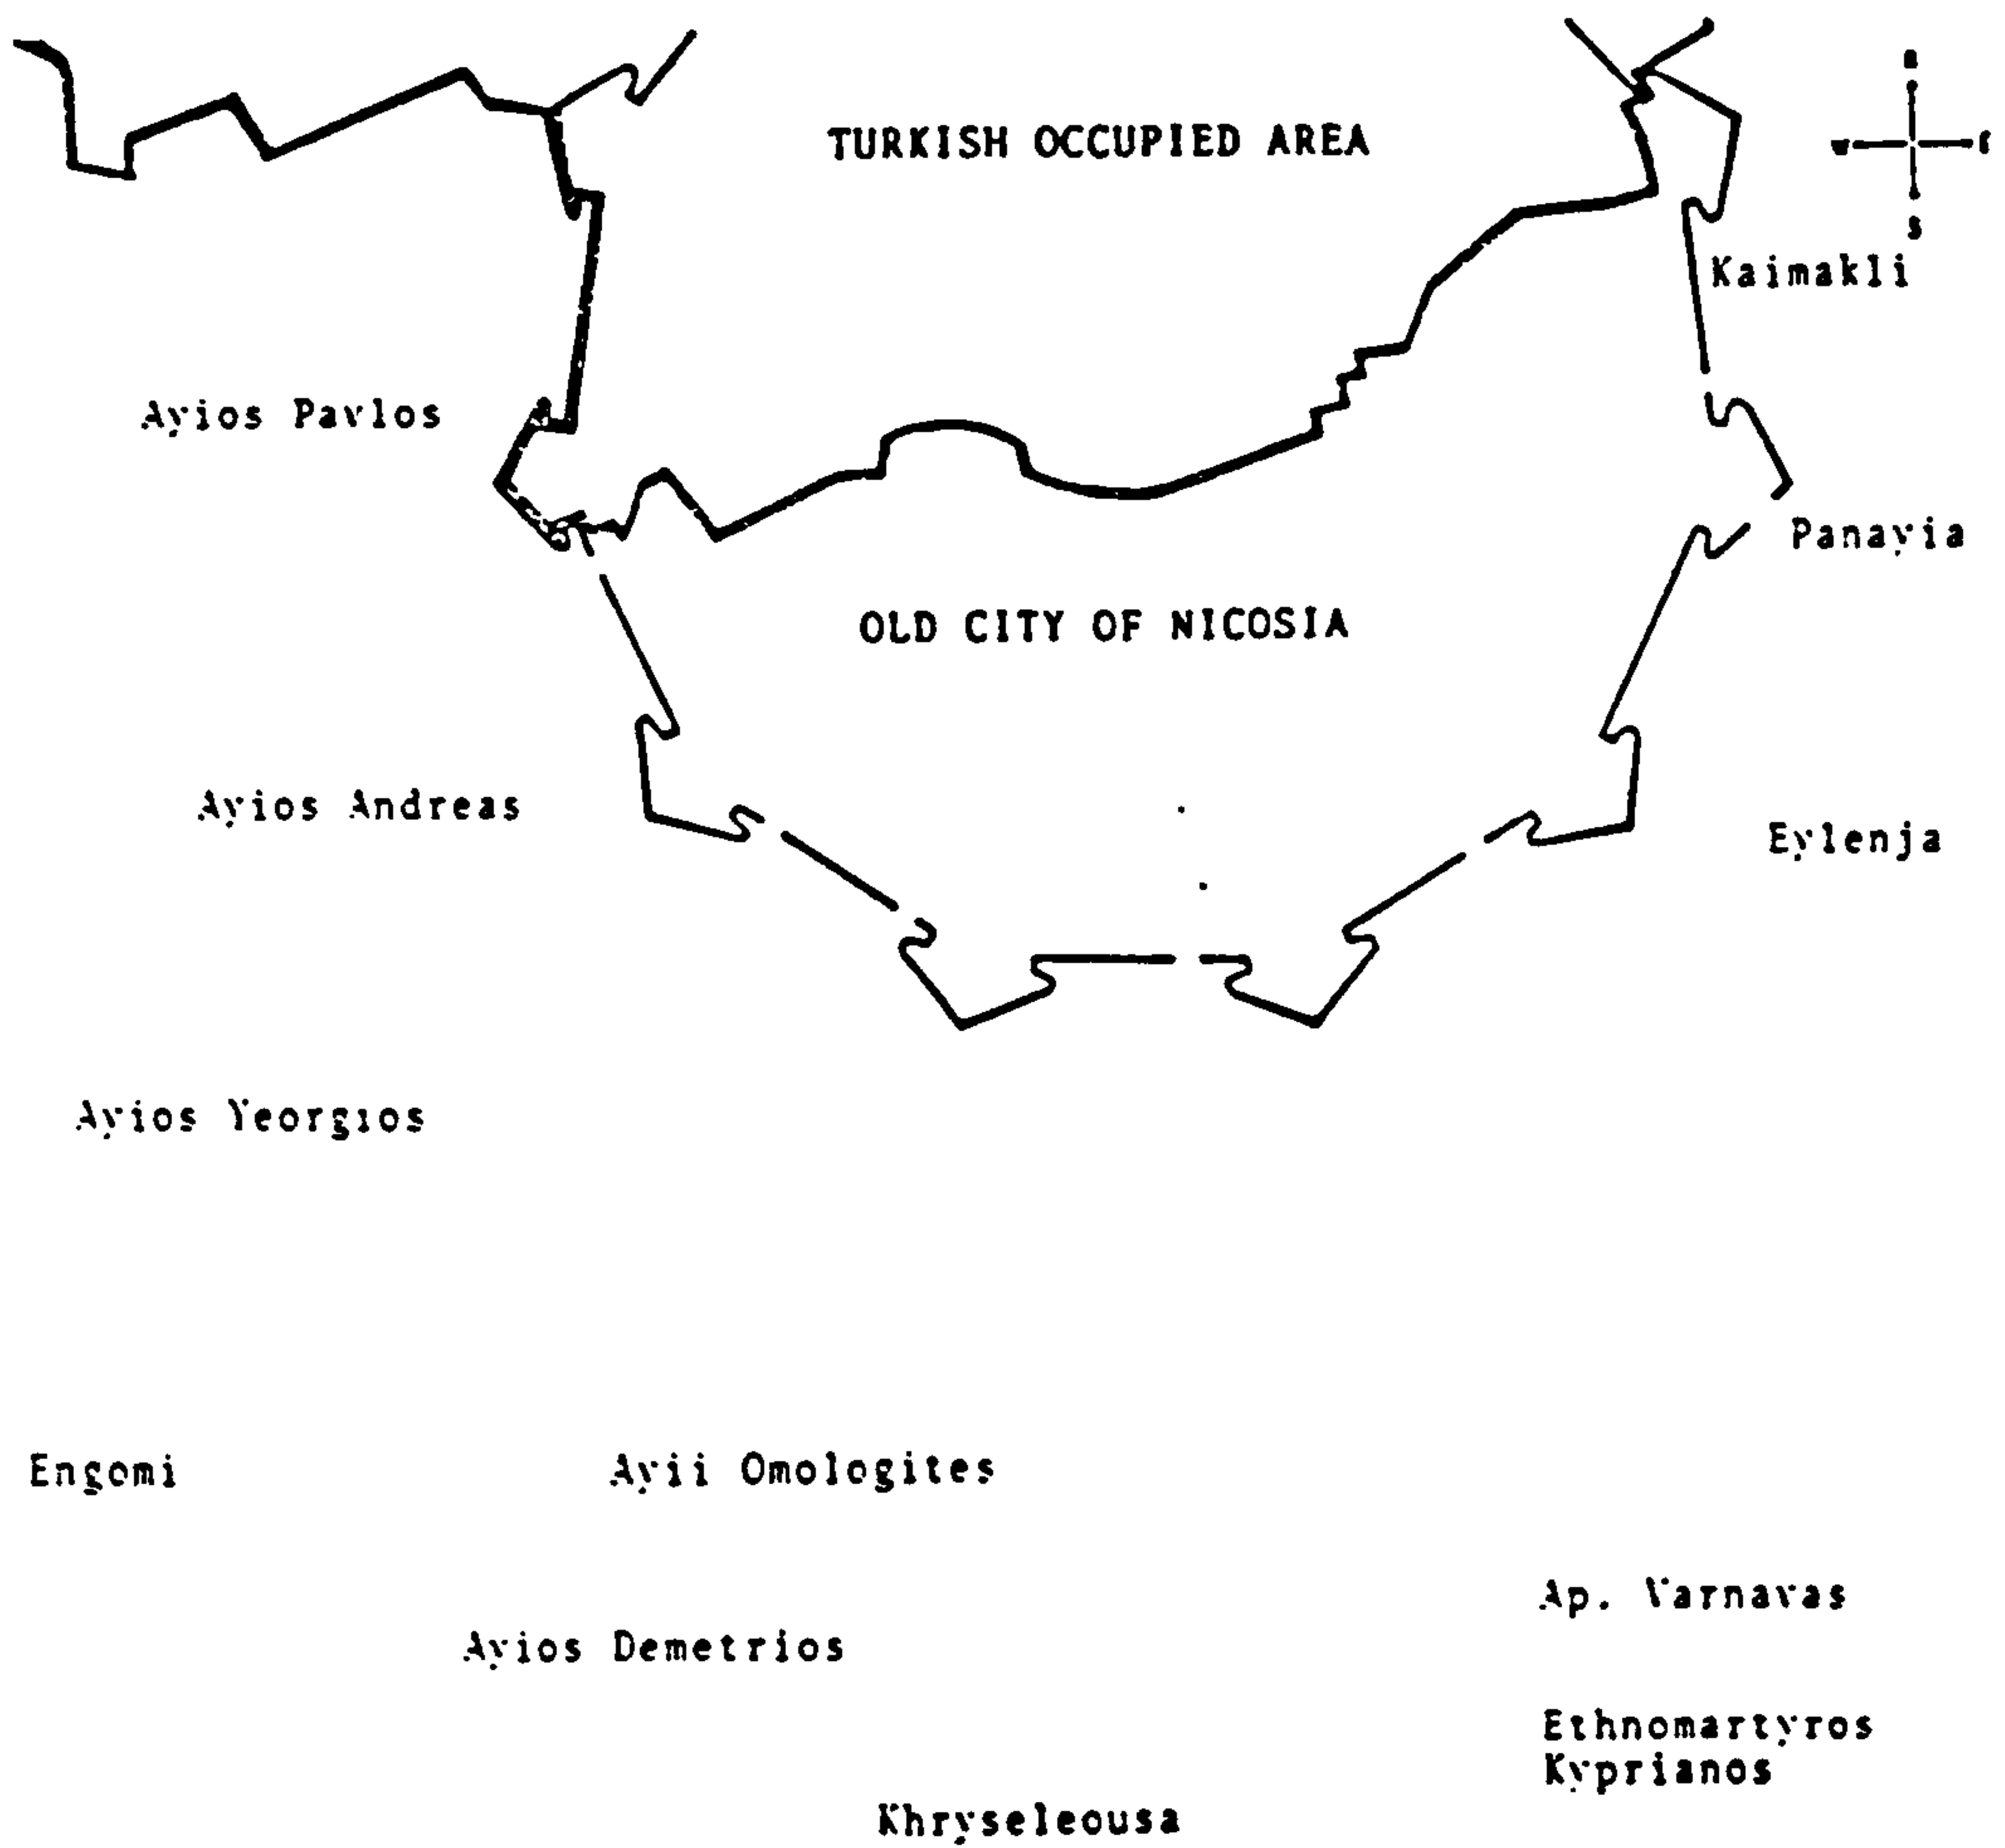 TURKISH OCCUPIED AREA
n
w
E
s
Kaimakli
Ayios Pavlos
Panayia
OLD CITY OF NICOSIA
Ayios Andreas
Eylenja
Ayios Yeorgios
Engomi
Ayii Omologites
Ap. Varnavas
Ayios Demetrios
Ethnomartyros
Kyprianos
Khryseleousa